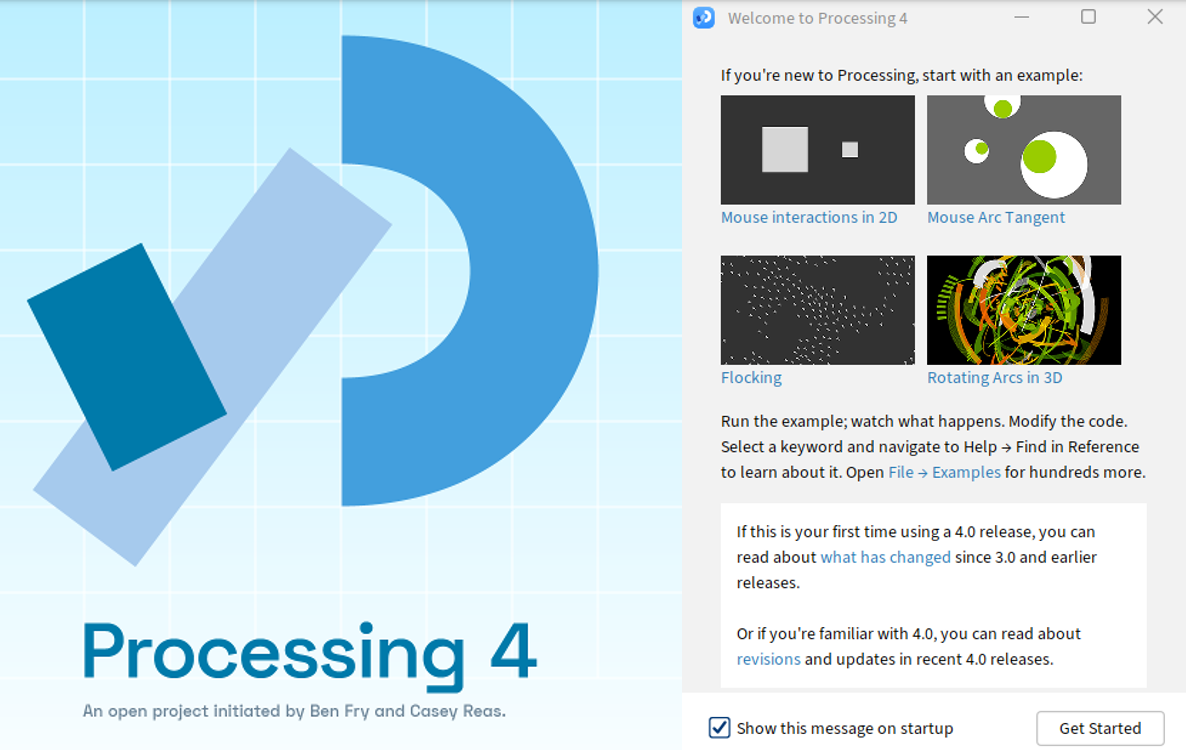 Processing 4
An open project initiated by Ben Fry and Casey Reas.
Welcome to Processing 4
If you're new to Processing, start with an example:
Mouse interactions in 2D
Mouse Arc Tangent
Flocking
Rotating Arcs in 3D
Run the example; watch what happens. Modify the code.
Select a keyword and navigate to Help → Find in Reference
to learn about it. Open File → Examples for hundreds more.
If this is your first time using a 4.0 release, you can
read about what has changed since 3.0 and earlier
releases.
Or if you're familiar with 4.0, you can read about
revisions and updates in recent 4.0 releases.
Show this message on startup
Get Started